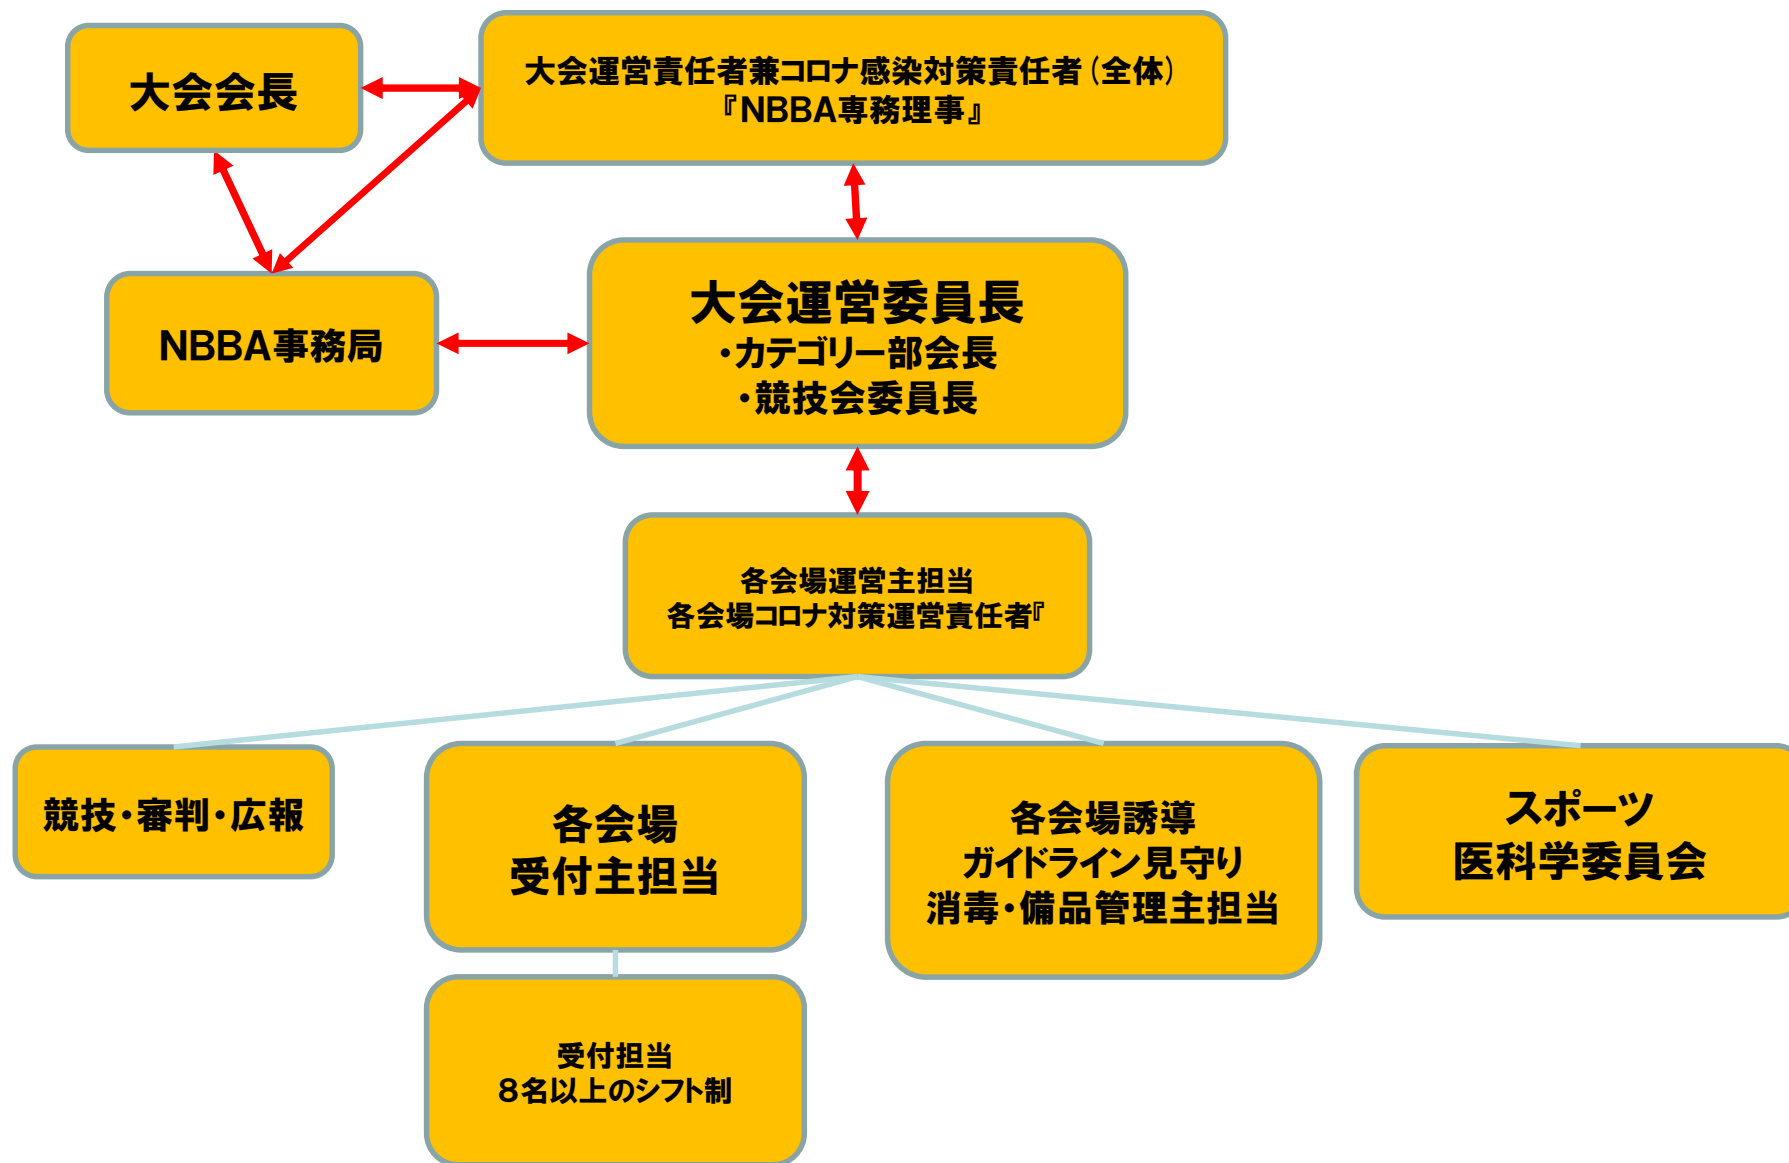 大会会長
大会運営責任者兼コロナ感染対策責任者(全体)
『NBBA専務理事』
NBBA事務局
大会運営委員長
・カテゴリー部会長
・競技会委員長
各会場運営主担当
各会場コロナ対策運営責任者『
競技・審判・広報
各会場
受付主担当
各会場誘導
ガイドライン見守り
消毒・備品管理主担当
スポーツ
医科学委員会
受付担当
８名以上のシフト制